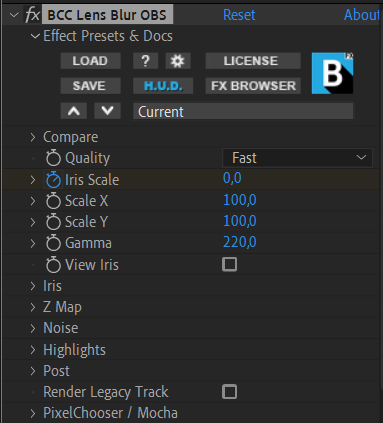 fx BCC Lens Blur OBS Reset About
Effect Presets & Docs
LOAD ? LICENSE
SAVE H.U.D. FX BROWSER
B FX
Current
Compare
Quality Fast
Iris Scale 0,0
Scale X 100,0
Scale Y 100,0
Gamma 220,0
View Iris
Iris
Z Map
Noise
Highlights
Post
Render Legacy Track
PixelChooser / Mocha